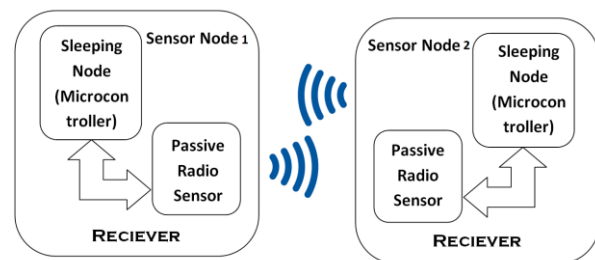 Sensor Node 1
Sleeping
Node
(Microcon
troller)
Passive
Radio
Sensor
RECIEVER
Sensor Node 2
Sleeping
Node
(Microcon
troller)
Passive
Radio
Sensor
RECIEVER